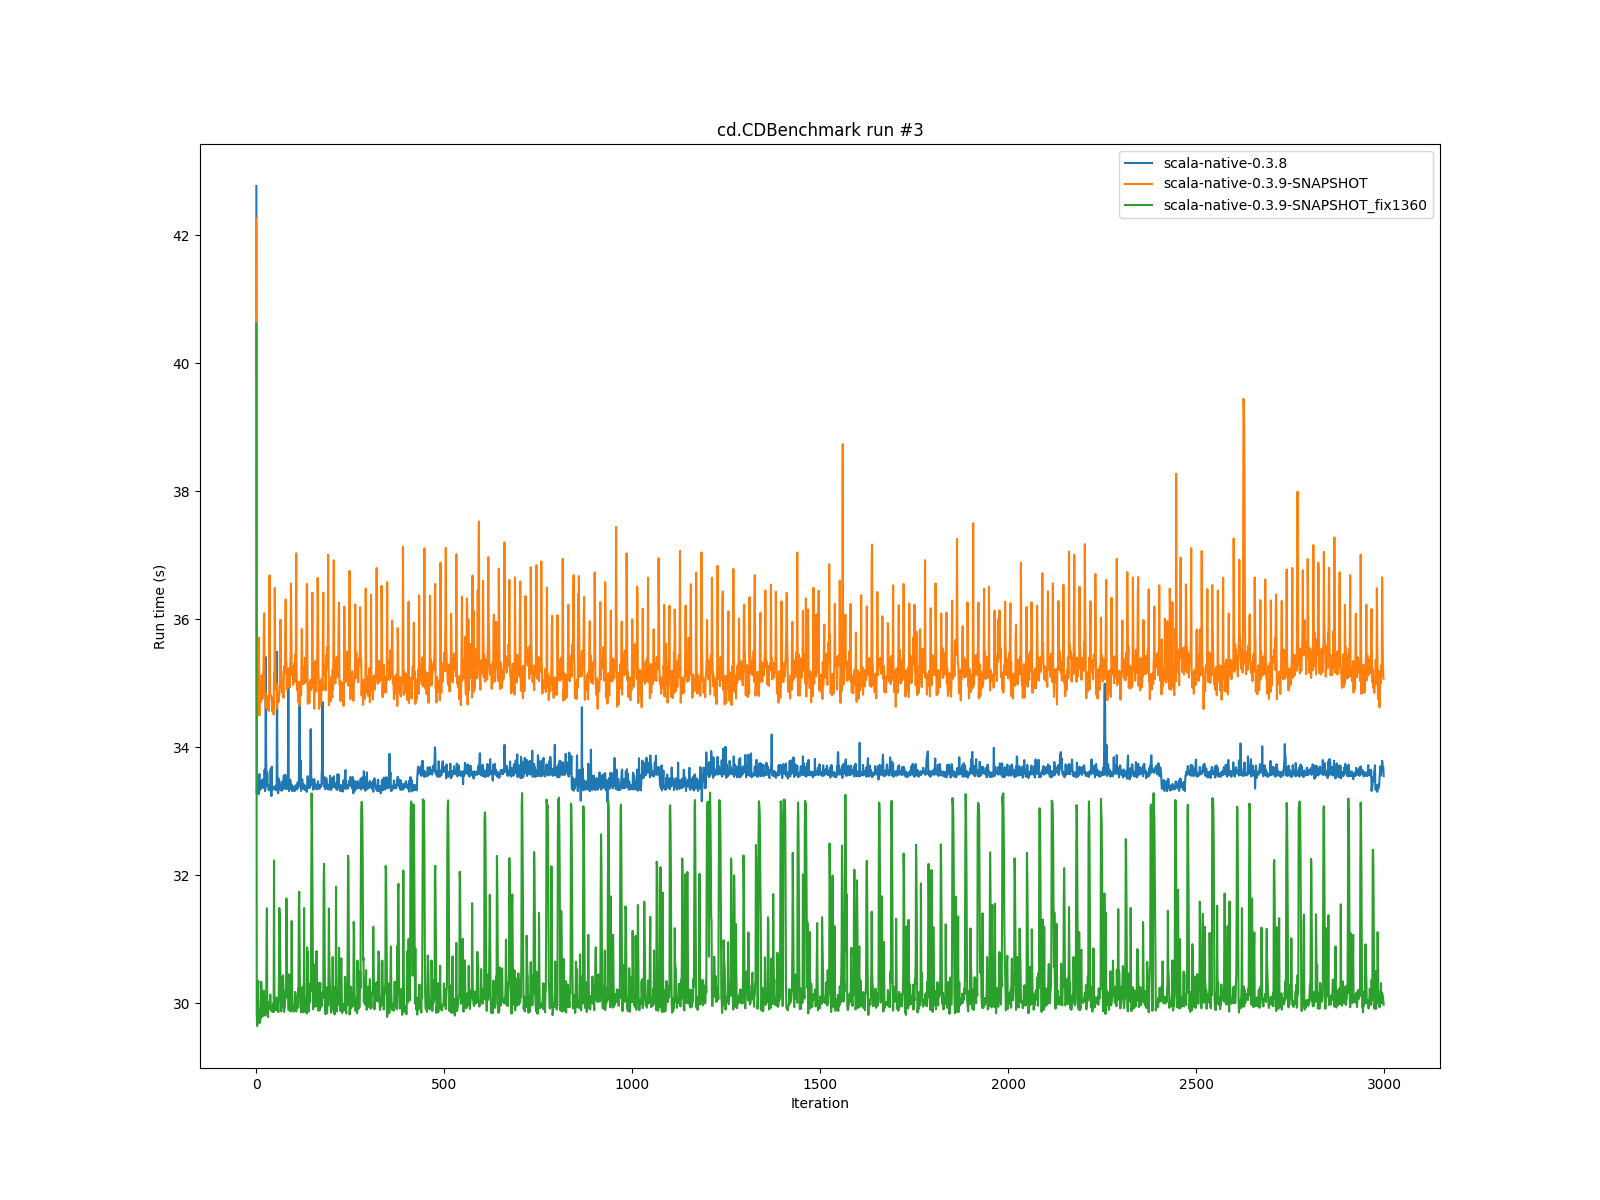 cd.CDBenchmark run #3
scala-native-0.3.8
scala-native-0.3.9-SNAPSHOT
scala-native-0.3.9-SNAPSHOT_fix1360
42
40
38
36
34
32
30
Run time (s)
0 500 1000 1500 2000 2500 3000
Iteration